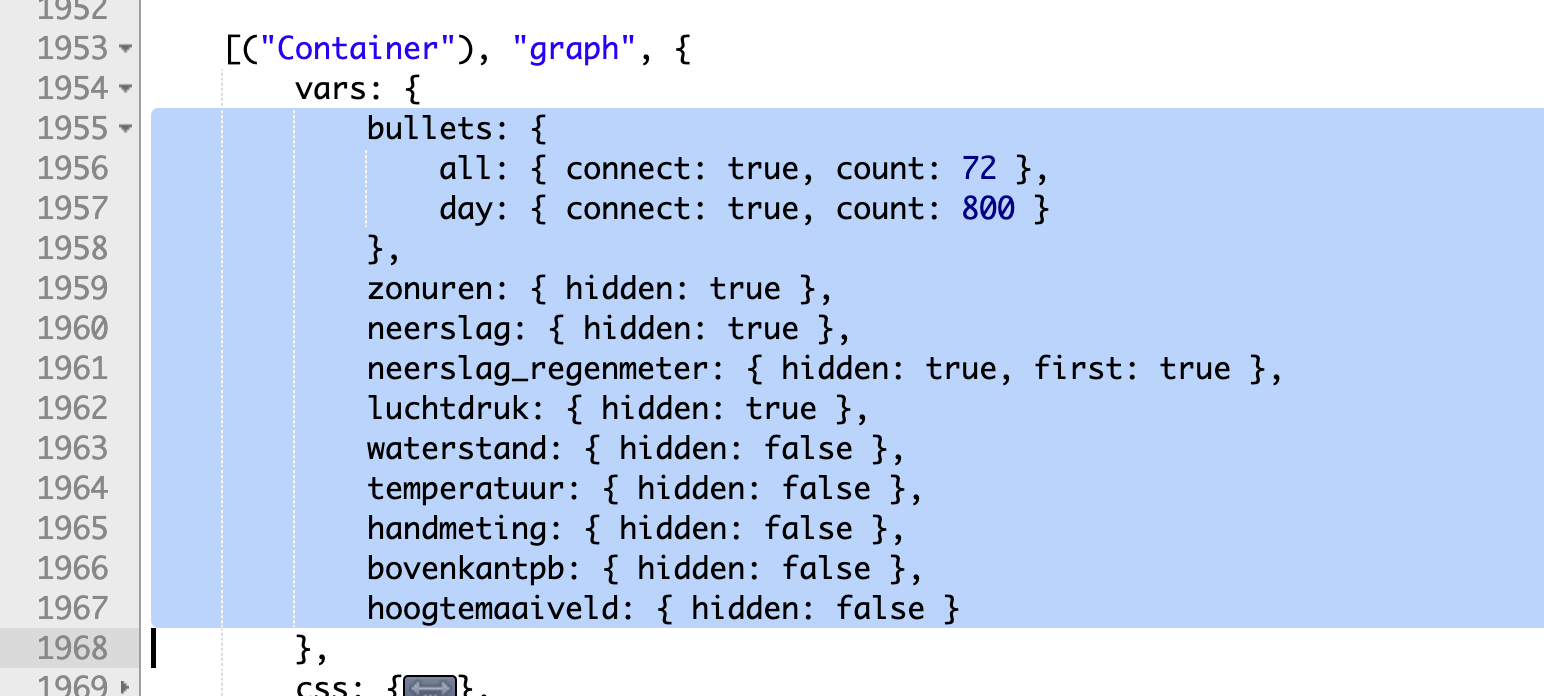 1952
1953 [("Container"), "graph", {
1954 vars: {
1955 bullets: {
1956 all: { connect: true, count: 72 },
1957 day: { connect: true, count: 800 }
1958 },
1959 zonuren: { hidden: true },
1960 neerslag: { hidden: true },
1961 neerslag_regenmeter: { hidden: true, first: true },
1962 luchtdruk: { hidden: true },
1963 waterstand: { hidden: false },
1964 temperatuur: { hidden: false },
1965 handmeting: { hidden: false },
1966 bovenkantpb: { hidden: false },
1967 hoogtemaaiveld: { hidden: false }
1968 },
1969 css: {↔},